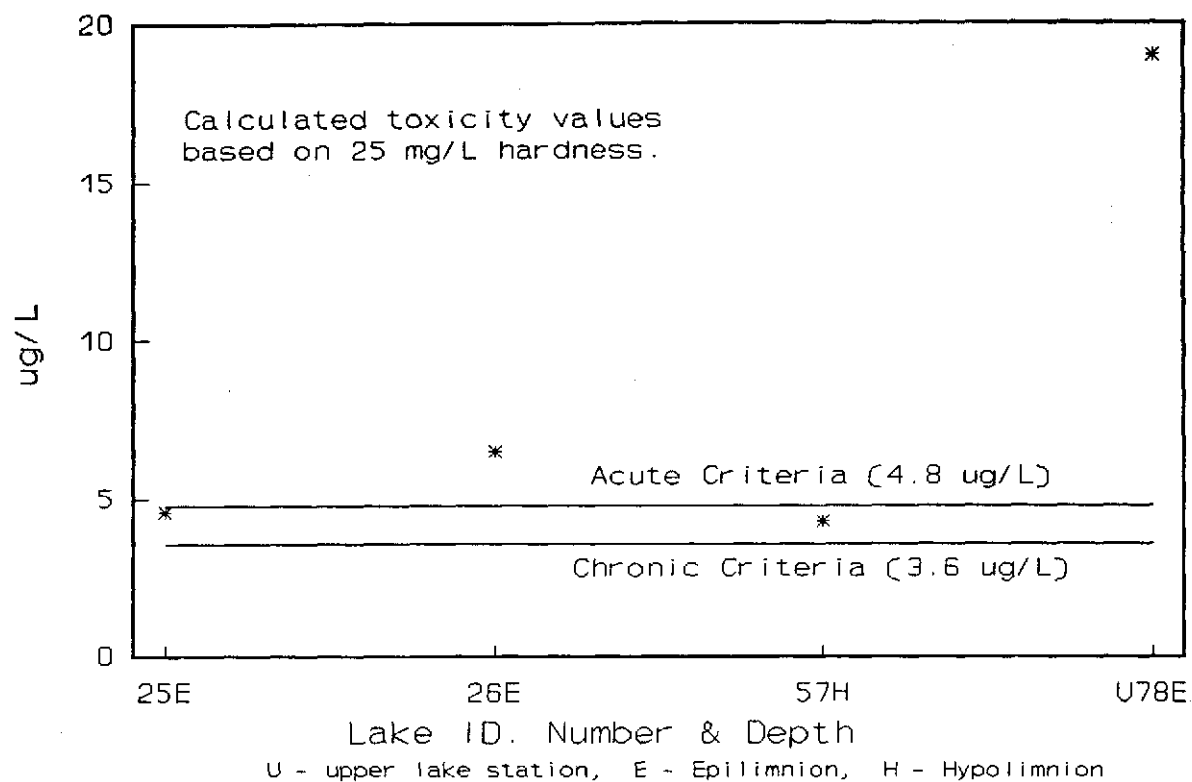 20
Calculated toxicity values
based on 25 mg/L hardness.
15
ug/L
10
Acute Criteria (4.8 ug/L)
5
Chronic Criteria (3.6 ug/L)
0
25E 26E 57H U78E
Lake ID. Number & Depth
U - upper lake station, E - Epilimnion, H - Hypolimnion